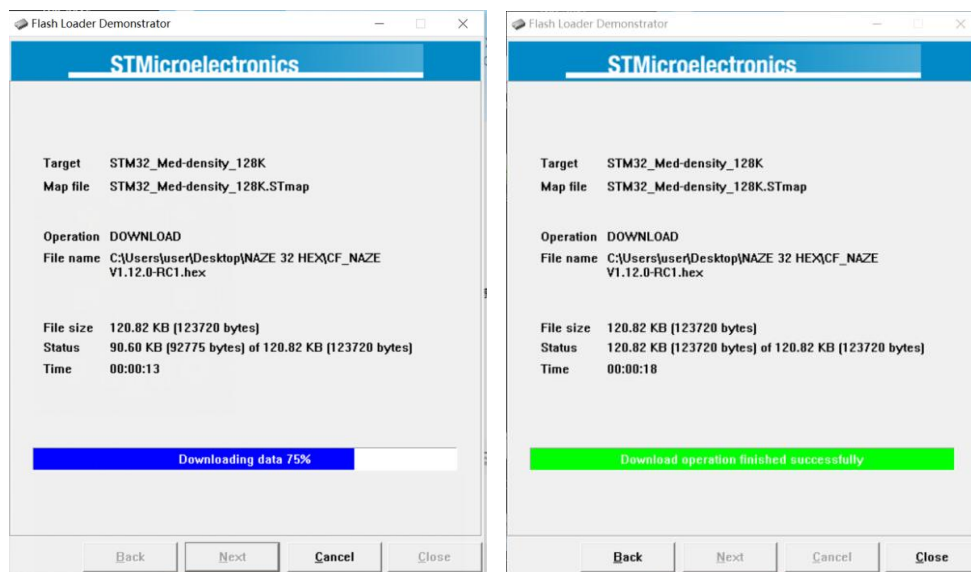 Flash Loader Demonstrator
STMicroelectronics
Target STM32_Med-density_128K
Map file STM32_Med-density_128K.STmap
Operation DOWNLOAD
File name C:\Users\user\Desktop\NAZE 32 HEX\CF_NAZE
V1.12.0-RC1.hex
File size 120.82 KB (123720 bytes)
Status 90.60 KB (92775 bytes) of 120.82 KB (123720 bytes)
Time 00:00:13
Downloading data 75%
Back Next Cancel Close
Flash Loader Demonstrator
STMicroelectronics
Target STM32_Med-density_128K
Map file STM32_Med-density_128K.STmap
Operation DOWNLOAD
File name C:\Users\user\Desktop\NAZE 32 HEX\CF_NAZE
V1.12.0-RC1.hex
File size 120.82 KB (123720 bytes)
Status 120.82 KB (123720 bytes) of 120.82 KB (123720 bytes)
Time 00:00:18
Download operation finished successfully
Back Next Cancel Close